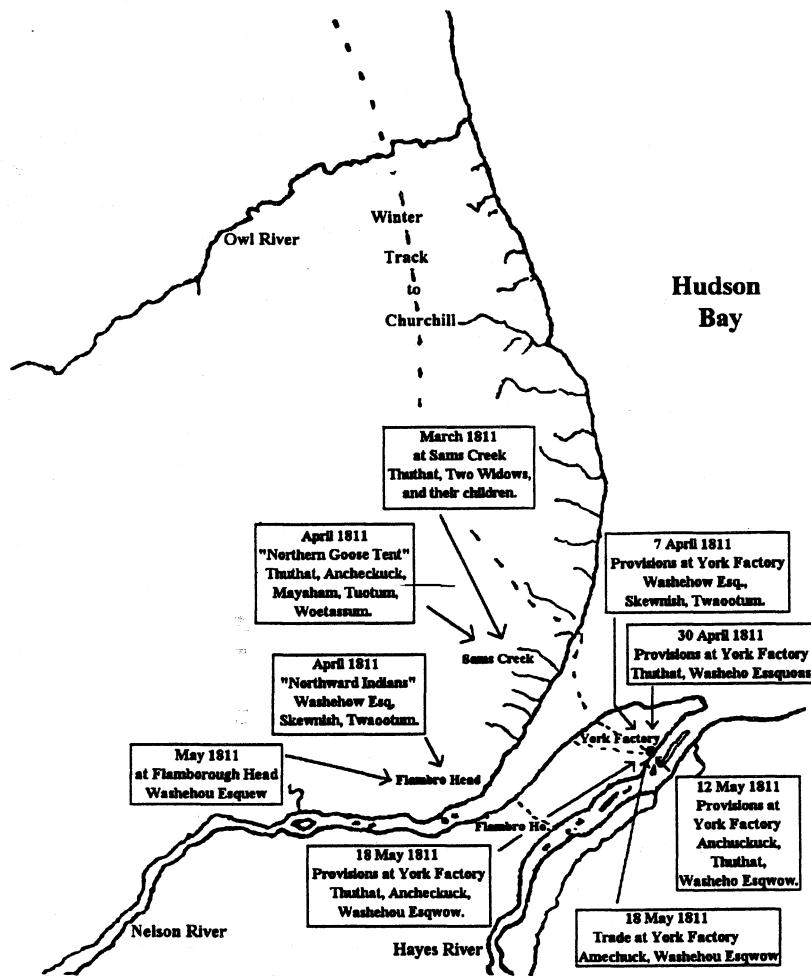 Winter
Track
to
Churchill
Owl River
Hudson
Bay
March 1811
at Sams Creek
Thuthat, Two Widows,
and their children.
April 1811
"Northern Goose Tent"
Thuthat, Ancheckuck,
Mayaham, Tuotum,
Woetassum.
7 April 1811
Provisions at York Factory
Washehow Esq.,
Skewnish, Twaootum.
Sams Creek
30 April 1811
Provisions at York Factory
Thuthat, Washeho Essquoas
April 1811
"Northward Indians"
Washehow Esq,
Skewnish, Twaootum.
York Factory
May 1811
at Flamborough Head
Washehou Esquew
Flambro Head
12 May 1811
Provisions at
York Factory
Anchuckuck,
Thuthat,
Washeho Esqwow.
Flambro Ho.
18 May 1811
Provisions at York Factory
Thuthat, Ancheckuck,
Washehou Esqwow.
18 May 1811
Trade at York Factory
Amechuck, Washehou Esqwow
Nelson River
Hayes River